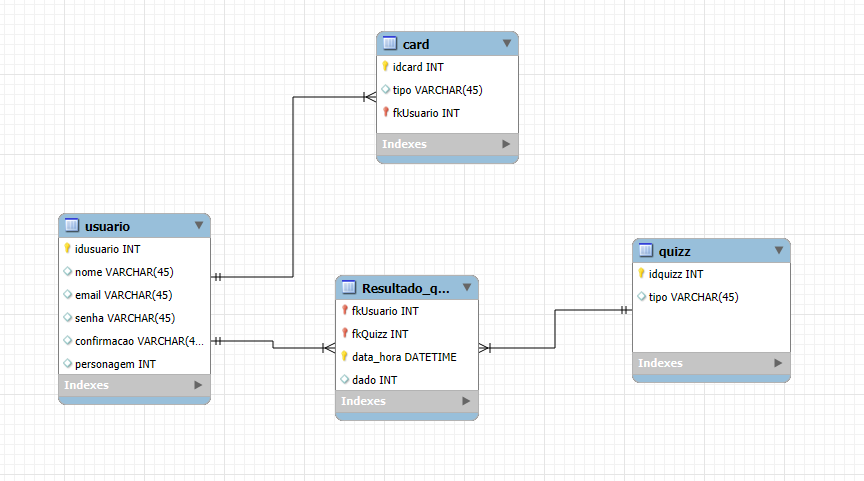 card
idcard INT
tipo VARCHAR(45)
fkUsuario INT
Indexes
usuario
idusuario INT
nome VARCHAR(45)
email VARCHAR(45)
senha VARCHAR(45)
confirmacao VARCHAR(4...
personagem INT
Indexes
Resultado_q...
fkUsuario INT
fkQuizz INT
data_hora DATETIME
dado INT
Indexes
quizz
idquizz INT
tipo VARCHAR(45)
Indexes